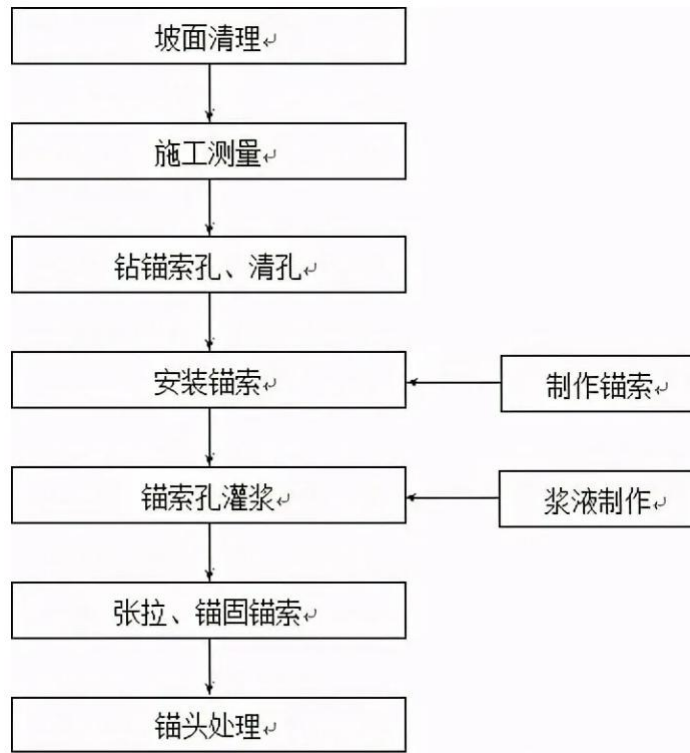 坡面清理
施工测量
钻锚索孔、清孔
安装锚索
制作锚索
锚索孔灌浆
浆液制作
张拉、锚固锚索
锚头处理